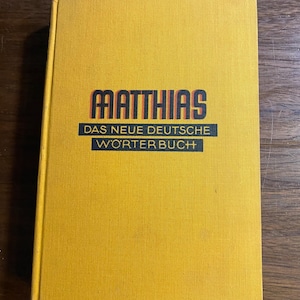 MATTHIAS
DAS NEUE DEUTSCHE
WÖRTERBUCH